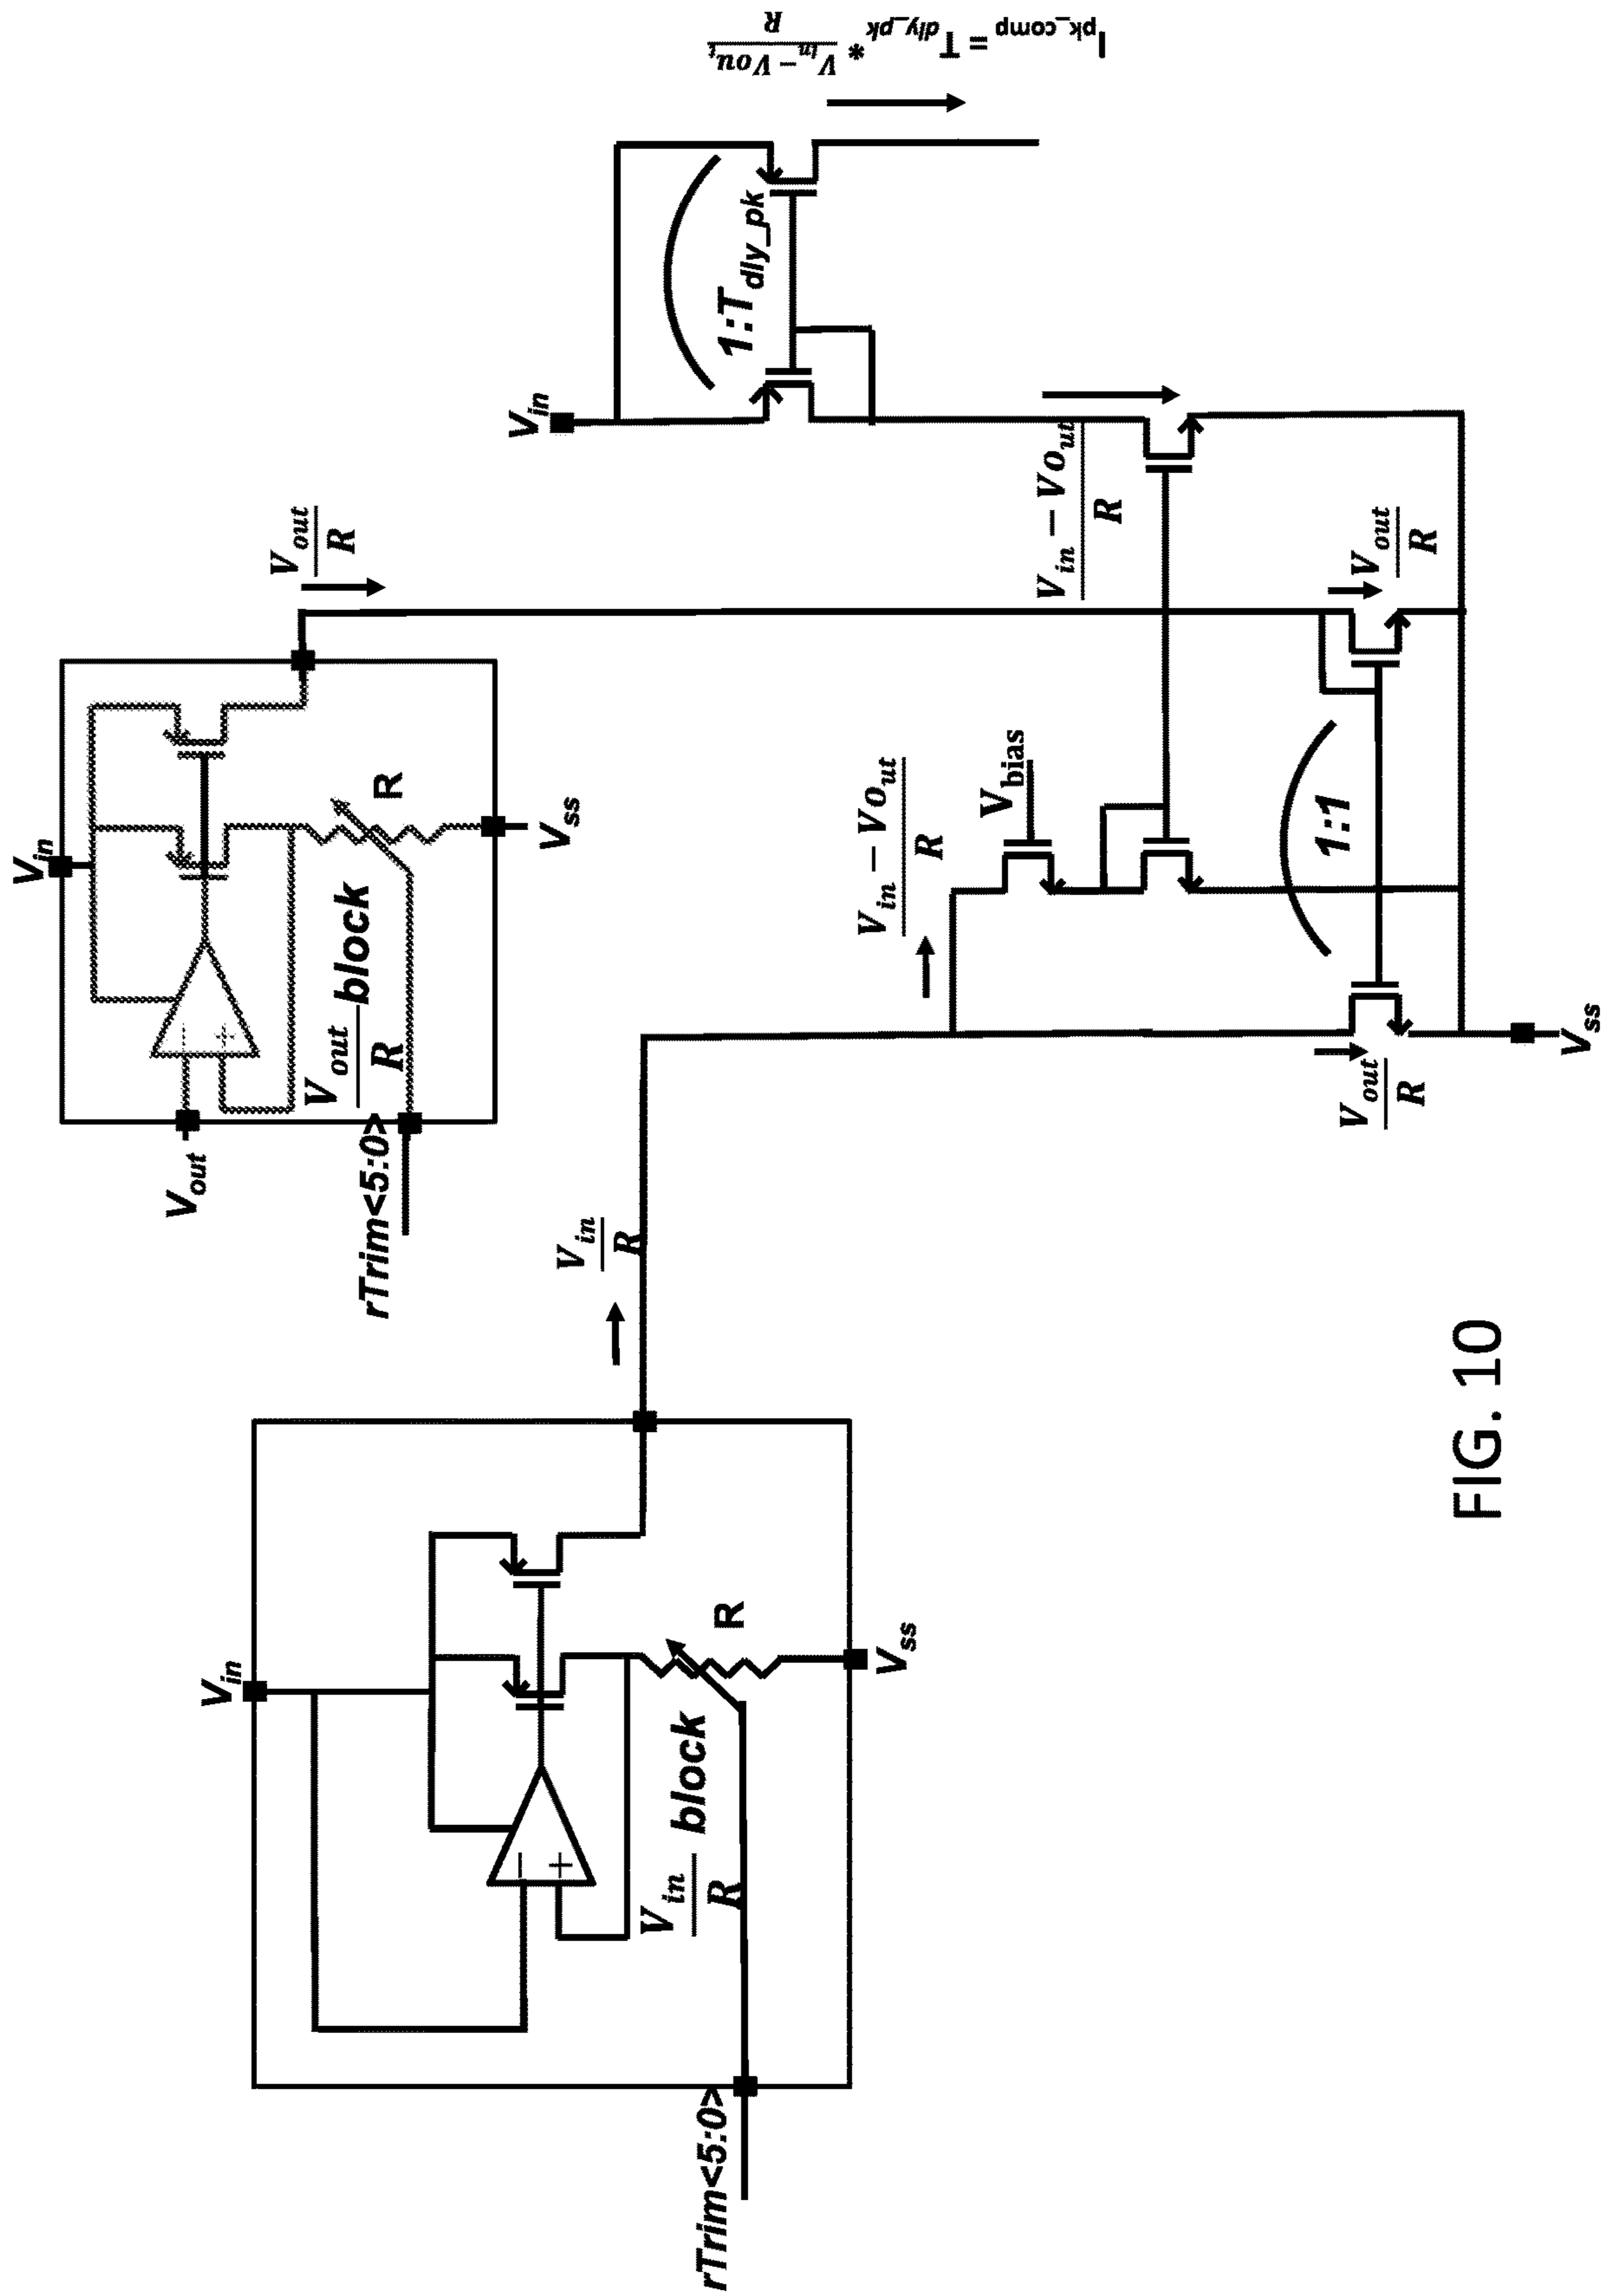 V_in
V_out/R block
R
V_out
rTrim<5:0>
V_ss
V_out/R
V_in
1:T_dly_pk
I_pk_comp = T_dly_pk * (V_in − Vou_t)/R
V_in
V_in/R block
R
rTrim<5:0>
V_ss
V_in/R
(V_in − Vo_ut)/R
V_bias
(V_in − Vo_ut)/R
1:1
V_out/R
V_out/R
V_ss
FIG. 10